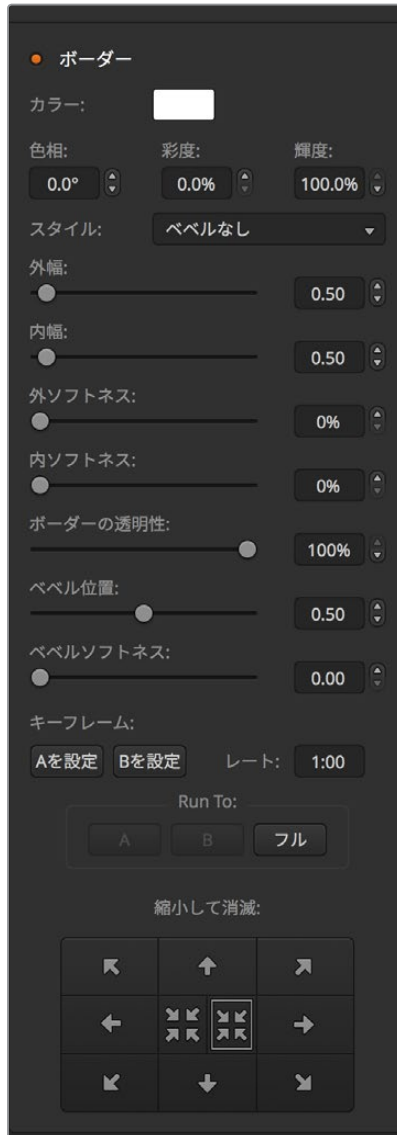 ボーダー
カラー:
色相: 彩度: 輝度:
0.0° 0.0% 100.0%
スタイル: ベベルなし
外幅:
0.50
内幅:
0.50
外ソフトネス:
0%
内ソフトネス:
0%
ボーダーの透明性:
100%
ベベル位置:
0.50
ベベルソフトネス:
0.00
キーフレーム:
Aを設定 Bを設定 レート: 1:00
Run To:
A B フル
縮小して消滅: